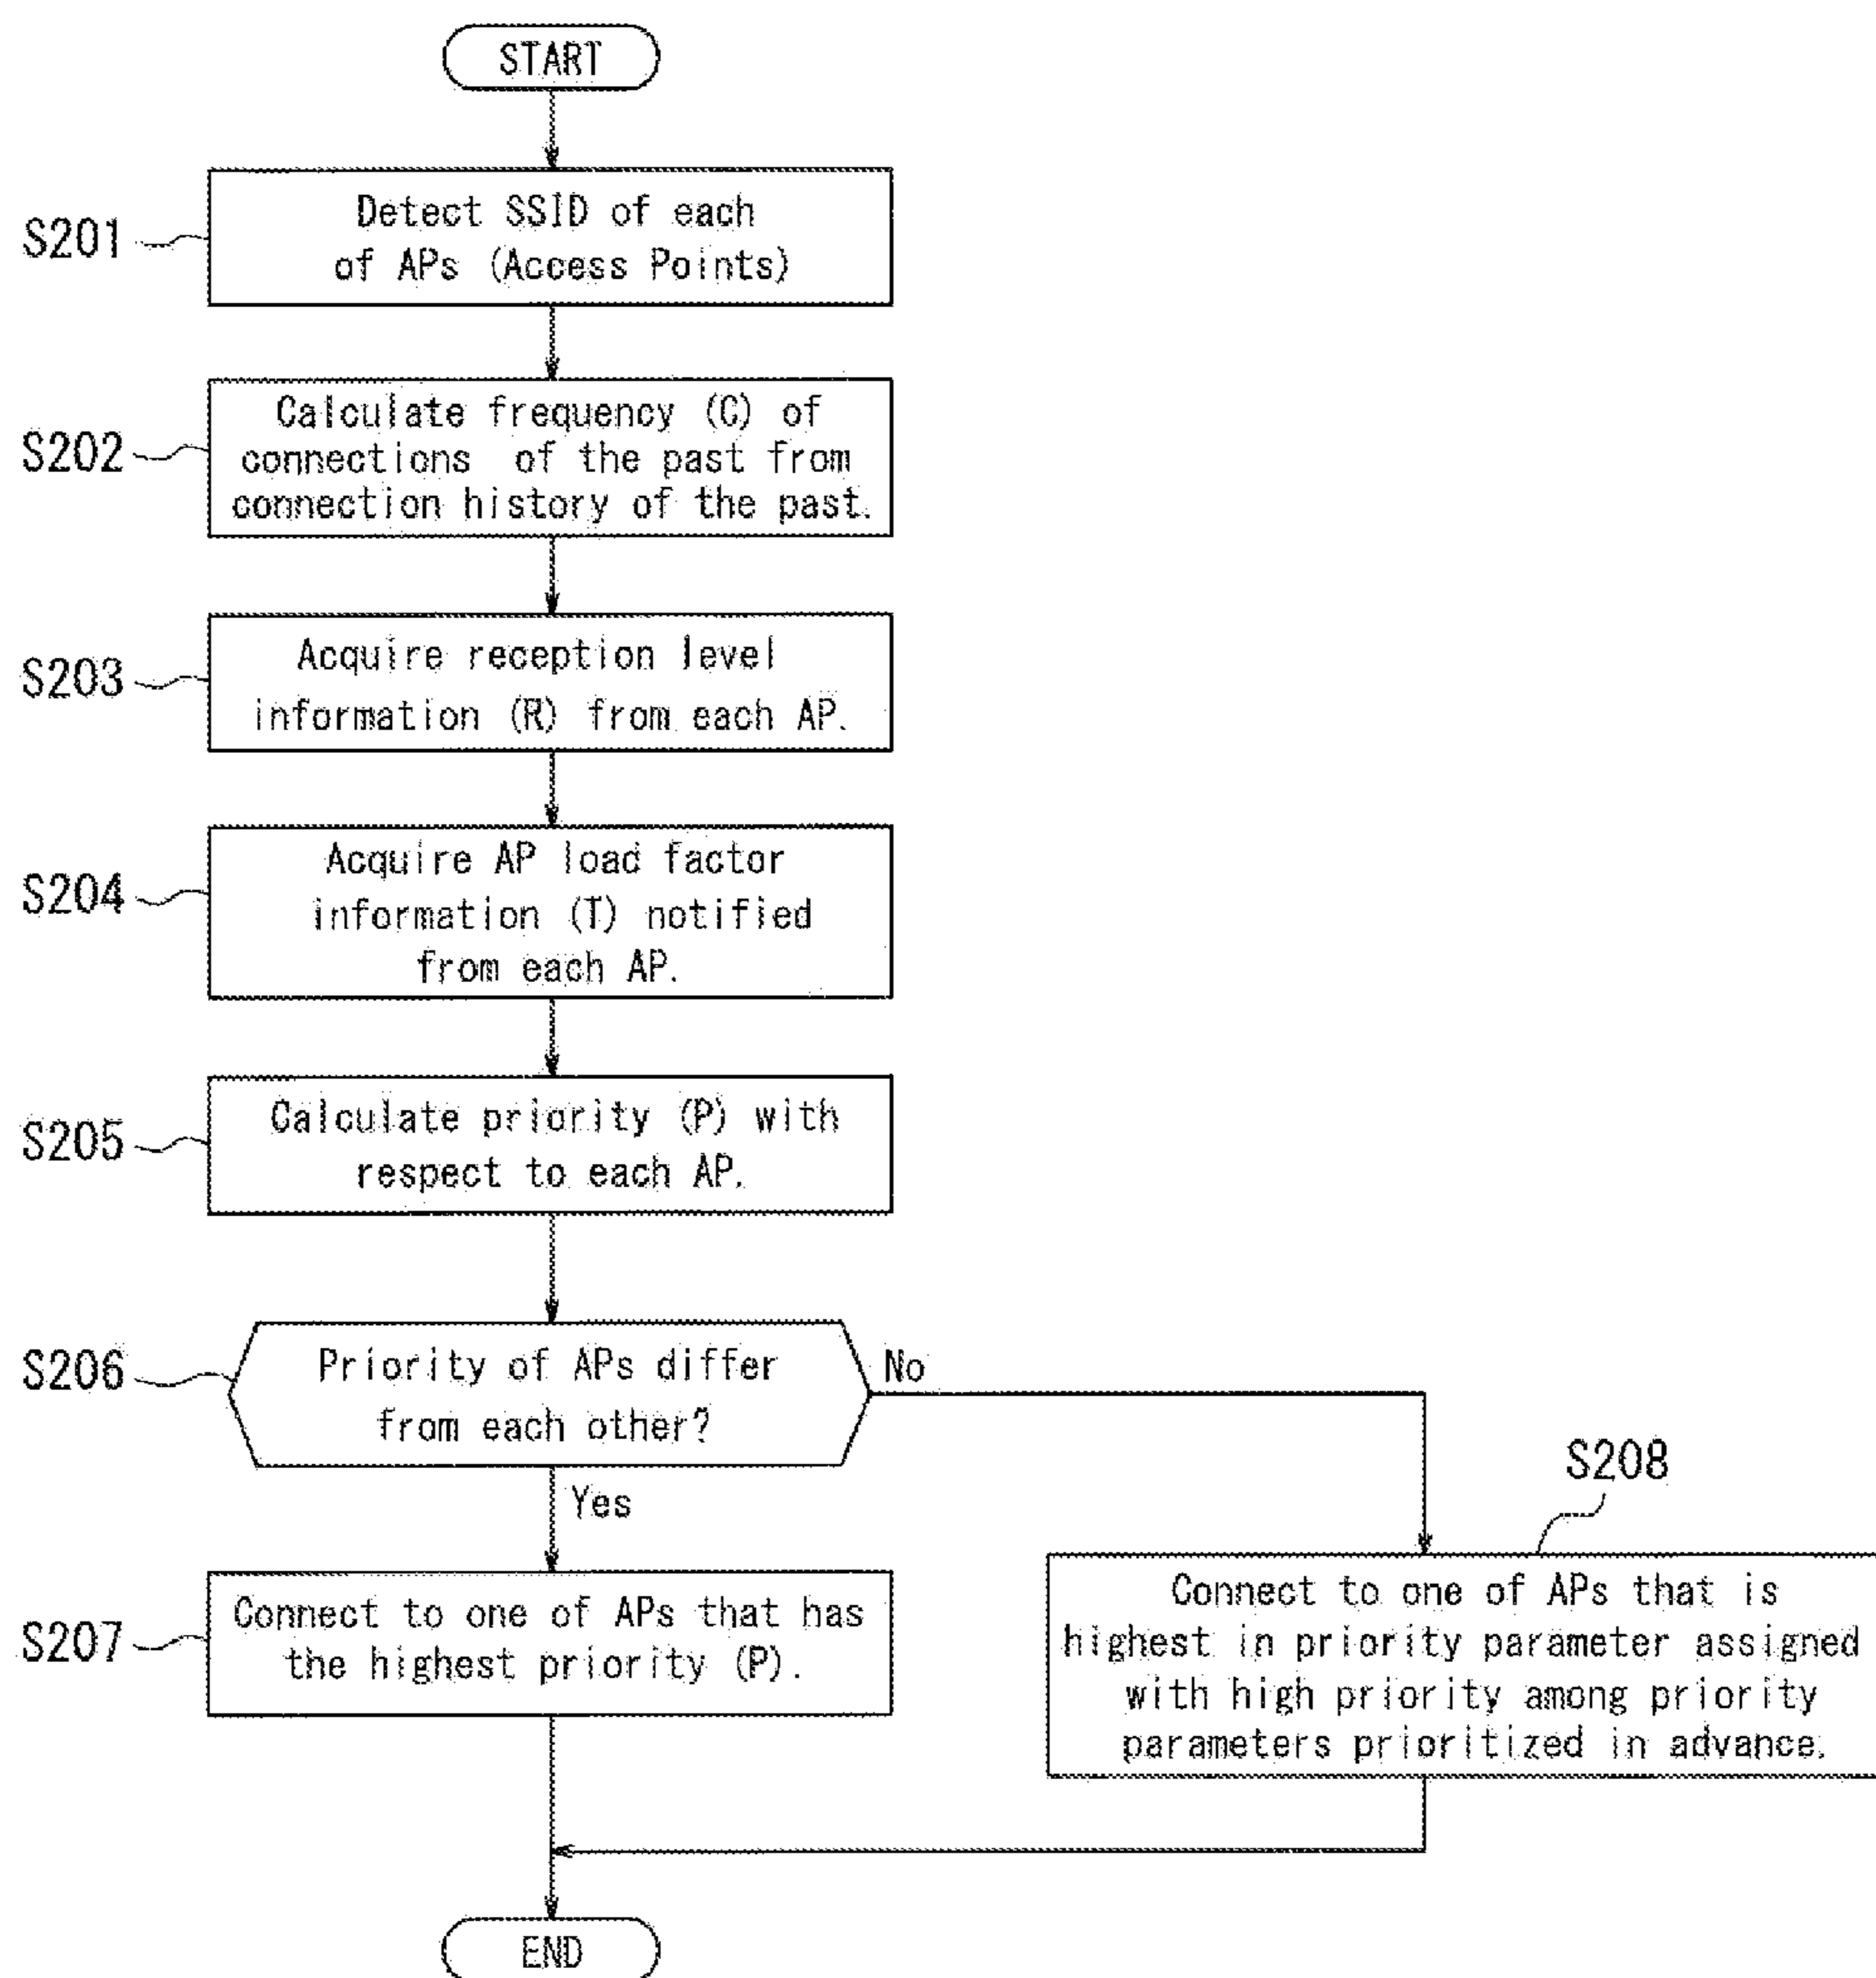 START
S201
Detect SSID of each
of APs (Access Points)
S202
Calculate frequency (C) of
connections of the past from
connection history of the past.
S203
Acquire reception level
information (R) from each AP.
S204
Acquire AP load factor
information (T) notified
from each AP.
S205
Calculate priority (P) with
respect to each AP.
S206
Priority of APs differ
from each other?
No
Yes
S207
Connect to one of APs that has
the highest priority (P).
S208
Connect to one of APs that is
highest in priority parameter assigned
with high priority among priority
parameters prioritized in advance.
END